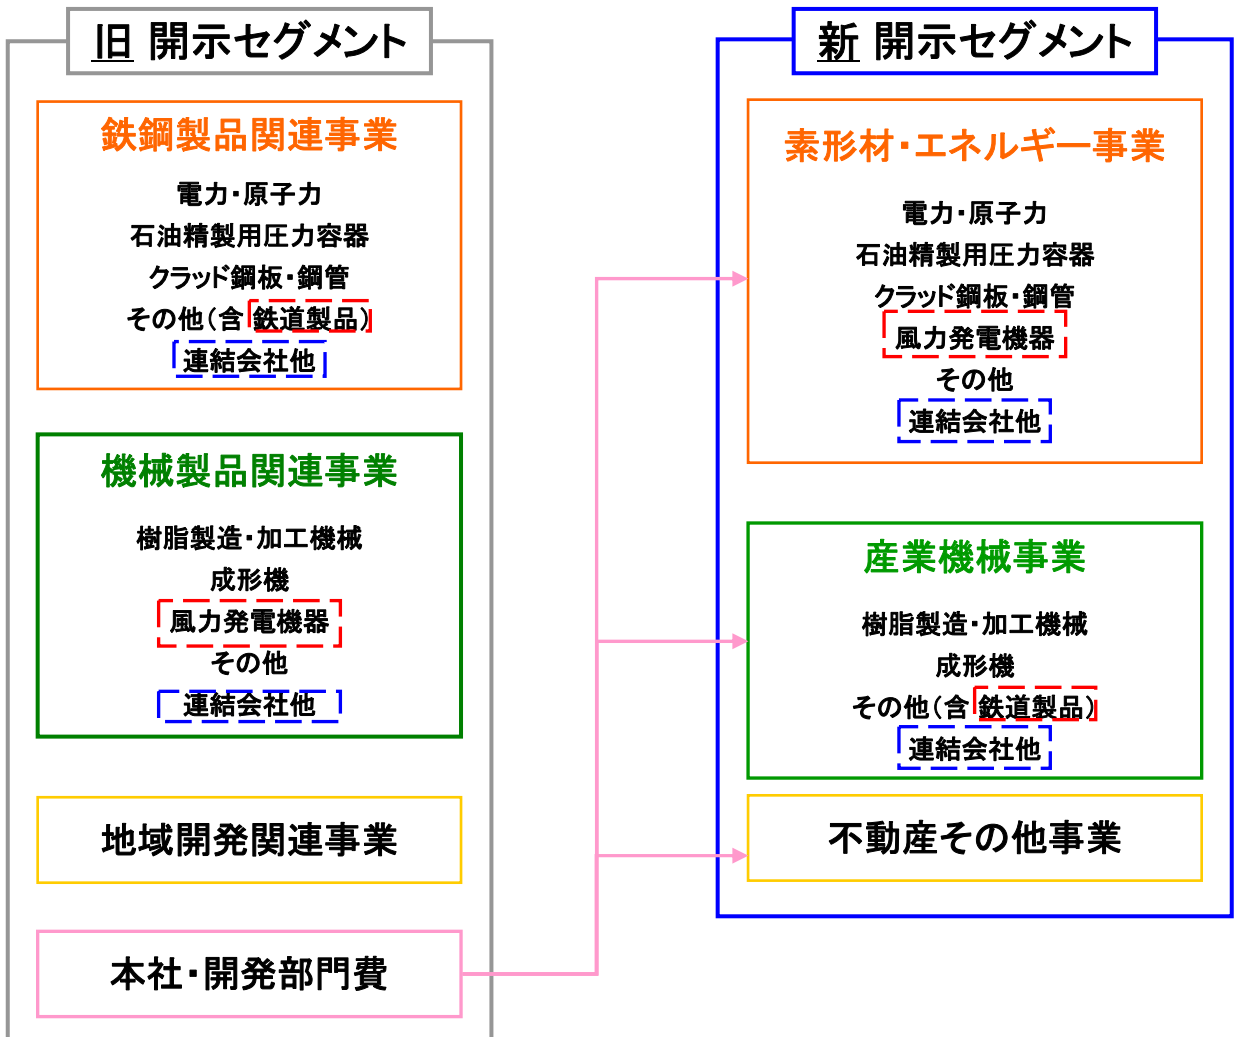 旧 開示セグメント
鉄鋼製品関連事業
電力・原子力
石油精製用圧力容器
クラッド鋼板・鋼管
その他(含 鉄道製品)
連結会社他
機械製品関連事業
樹脂製造・加工機械
成形機
風力発電機器
その他
連結会社他
地域開発関連事業
本社・開発部門費
新 開示セグメント
素形材・エネルギー事業
電力・原子力
石油精製用圧力容器
クラッド鋼板・鋼管
風力発電機器
その他
連結会社他
産業機械事業
樹脂製造・加工機械
成形機
その他(含 鉄道製品)
連結会社他
不動産その他事業